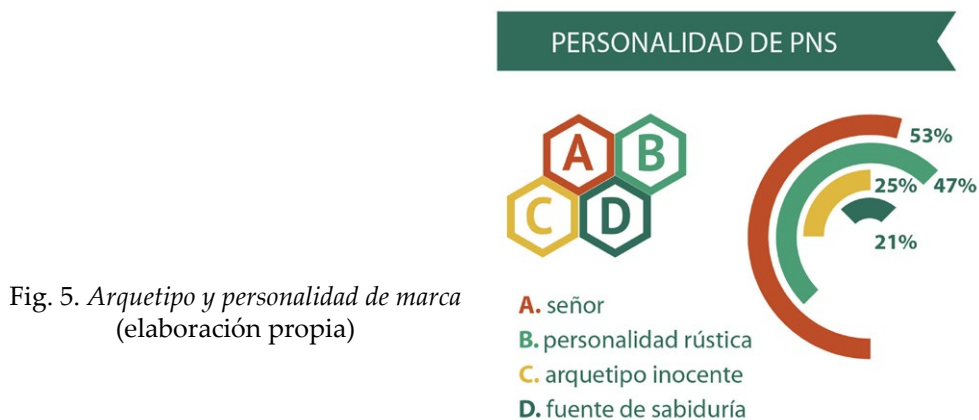 PERSONALIDAD DE PNS
A
B
C
D
53%
25% 47%
21%
A. señor
B. personalidad rústica
C. arquetipo inocente
D. fuente de sabiduría
Fig. 5. Arquetipo y personalidad de marca
(elaboración propia)